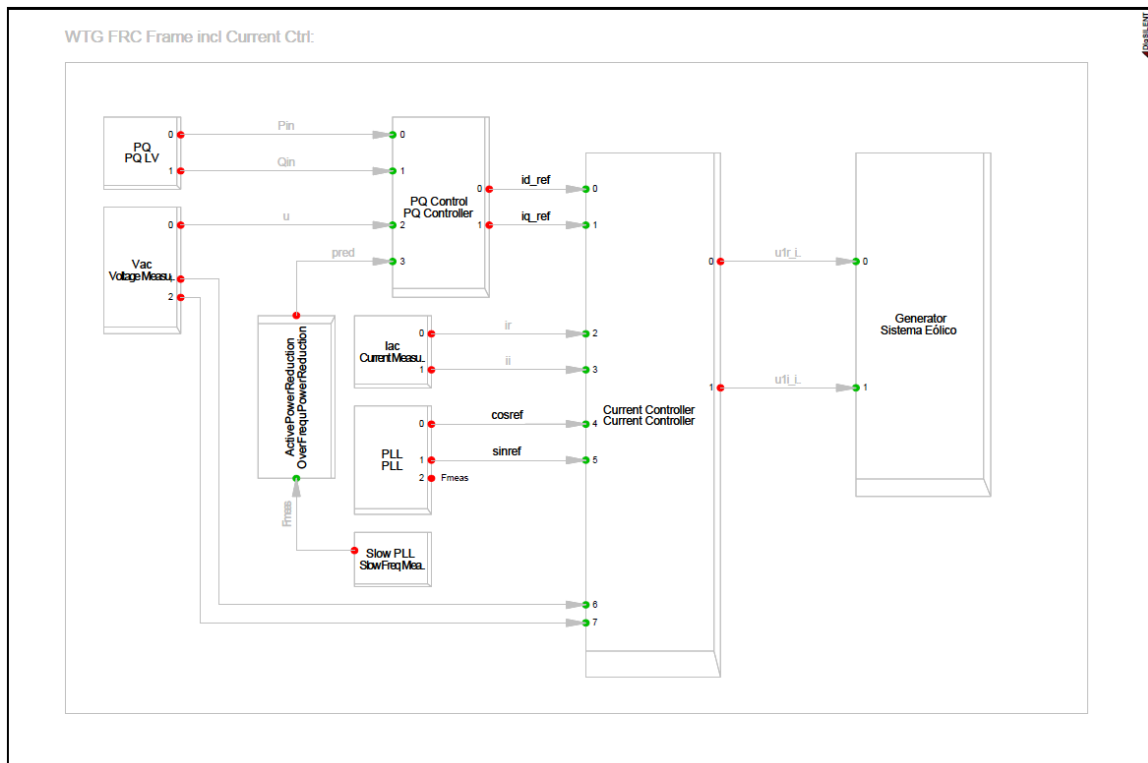 WTG FRC Frame incl Current Ctrl:
DIgSILENT
PQ
PQ LV
0
1
Pin
Qin
0
1
2
3
PQ Control
PQ Controller
0
1
id_ref
iq_ref
Vac
Voltage Measu..
0
1
2
u
pred
ActivePowerReduction
OverFrequPowerReduction
Fmeas
Iac
Current Measu..
0
1
ir
ii
PLL
PLL
0
1
2
cosref
sinref
Fmeas
Slow PLL
Slow Freq Mea..
0
1
2
3
4
5
6
7
Current Controller
Current Controller
0
1
u1r_i..
u1i_i..
0
1
Generator
Sistema Eólico